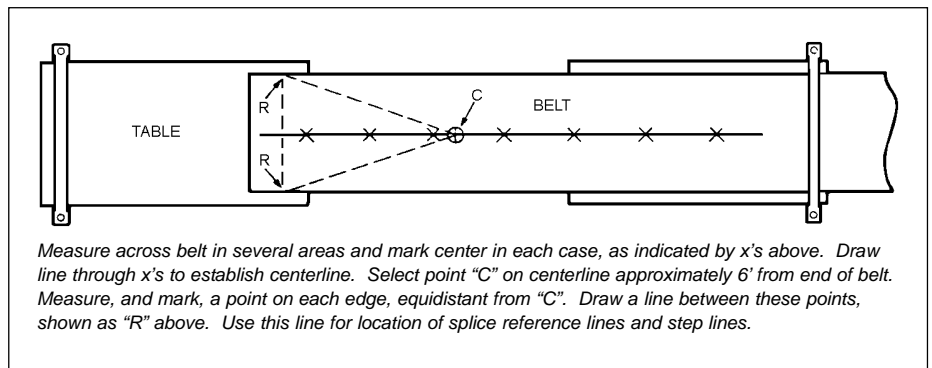 C
R
BELT
TABLE
R
Measure across belt in several areas and mark center in each case, as indicated by x's above. Draw
line through x's to establish centerline. Select point “C” on centerline approximately 6’ from end of belt.
Measure, and mark, a point on each edge, equidistant from “C”. Draw a line between these points,
shown as “R” above. Use this line for location of splice reference lines and step lines.